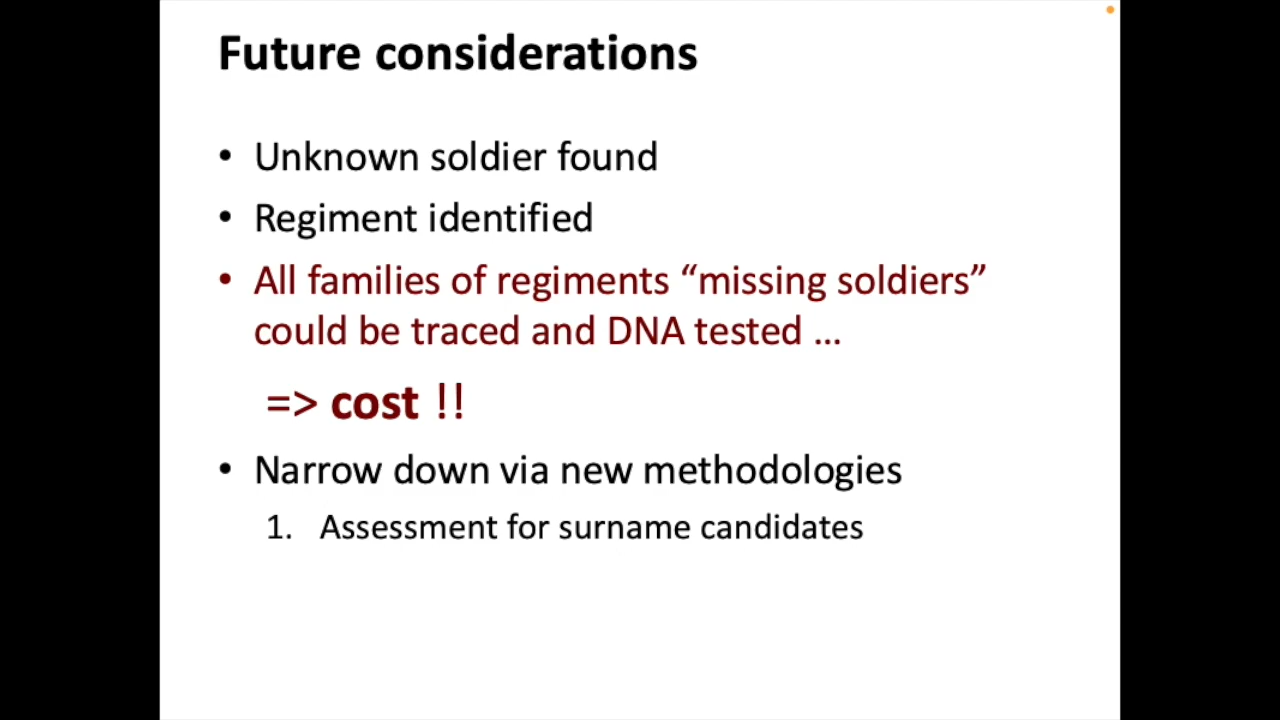 Future considerations
• Unknown soldier found
• Regiment identified
• All families of regiments “missing soldiers”
could be traced and DNA tested …
=> cost !!
• Narrow down via new methodologies
1. Assessment for surname candidates